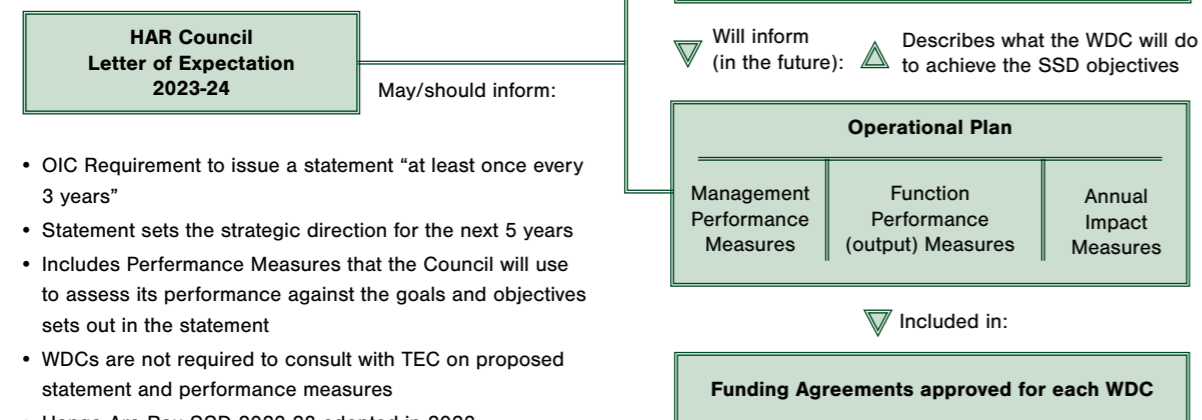 HAR Council
Letter of Expectation
2023-24
May/should inform:
Will inform
(in the future):
Describes what the WDC will do
to achieve the SSD objectives
Operational Plan
Management
Performance
Measures
Function
Performance
(output) Measures
Annual
Impact
Measures
Included in:
Funding Agreements approved for each WDC
• OIC Requirement to issue a statement “at least once every
3 years”
• Statement sets the strategic direction for the next 5 years
• Includes Perfermance Measures that the Council will use
to assess its performance against the goals and objectives
sets out in the statement
• WDCs are not required to consult with TEC on proposed
statement and performance measures